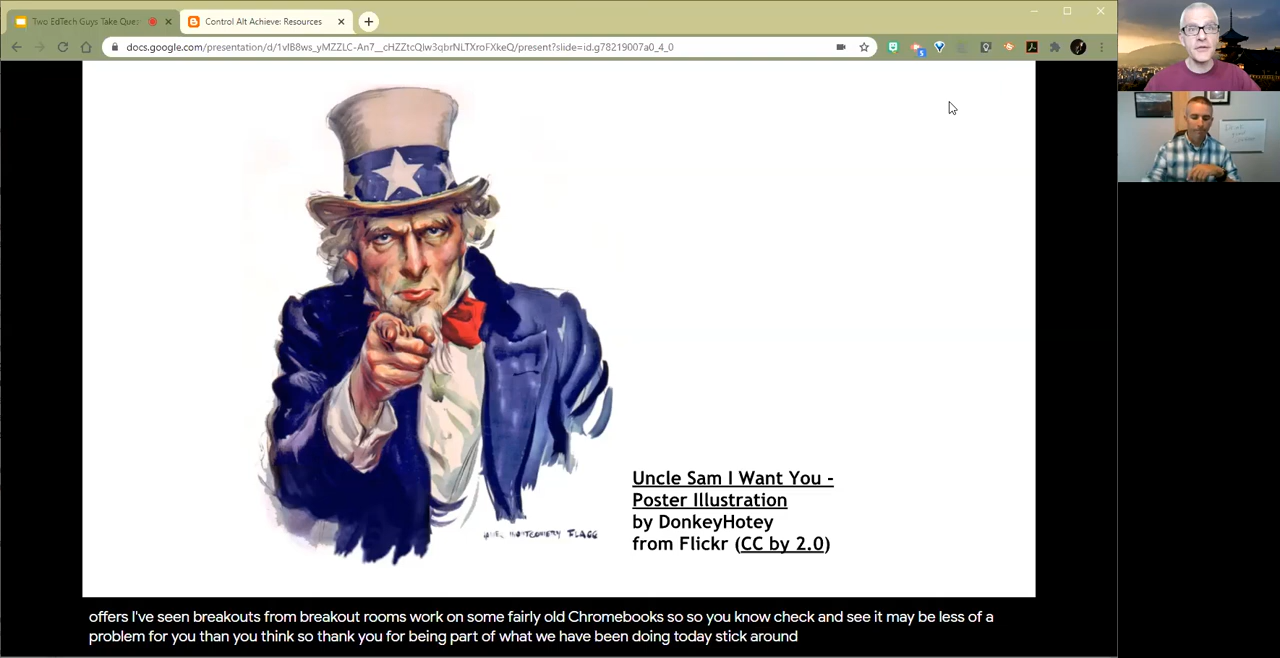 Two EdTech Guys Take Que
Control Alt Achieve: Resources
docs.google.com/presentation/d/1vlB8ws_yMZZLC-An7__cHZZtcQlw3qbrNLTXroFXkeQ/present?slide=id.g78219007a0_4_0
5
MONTGOMERY FLAGG
Uncle Sam I Want You -
Poster Illustration
by DonkeyHotey
from Flickr (CC by 2.0)
offers I've seen breakouts from breakout rooms work on some fairly old Chromebooks so so you know check and see it may be less of a
problem for you than you think so thank you for being part of what we have been doing today stick around